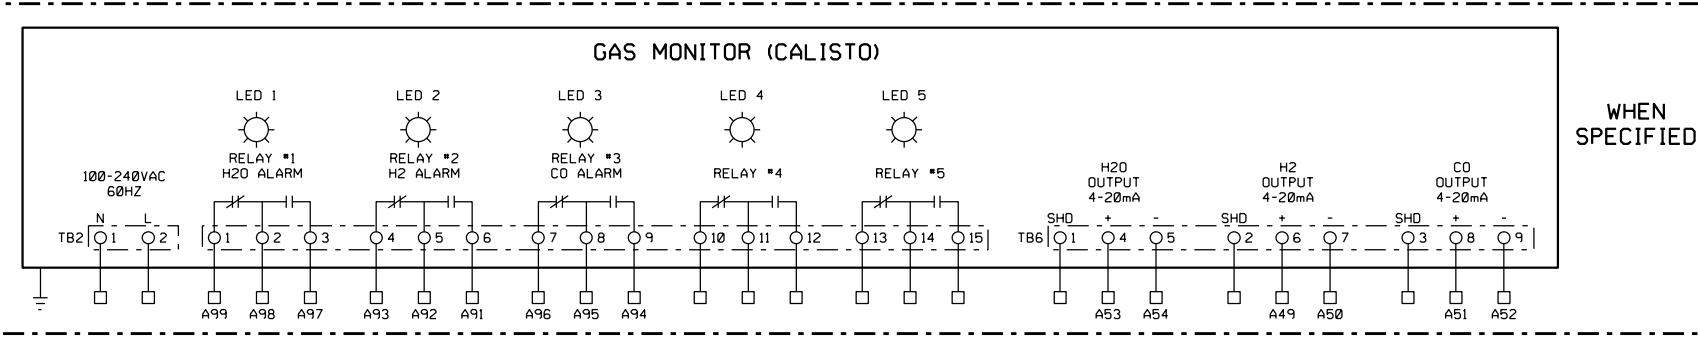 GAS MONITOR (CALISTO)
WHEN
SPECIFIED
LED 1
LED 2
LED 3
LED 4
LED 5
RELAY #1
H2O ALARM
RELAY #2
H2 ALARM
RELAY #3
CO ALARM
RELAY #4
RELAY #5
100-240VAC
60HZ
H2O
OUTPUT
4-20mA
H2
OUTPUT
4-20mA
CO
OUTPUT
4-20mA
N L
SHD + -
SHD + -
SHD + -
TB2 1 2
1 2 3
4 5 6
7 8 9
10 11 12
13 14 15
TB6 1 4 5
2 6 7
3 8 9
A99 A98 A97
A93 A92 A91
A96 A95 A94
A53 A54
A49 A50
A51 A52